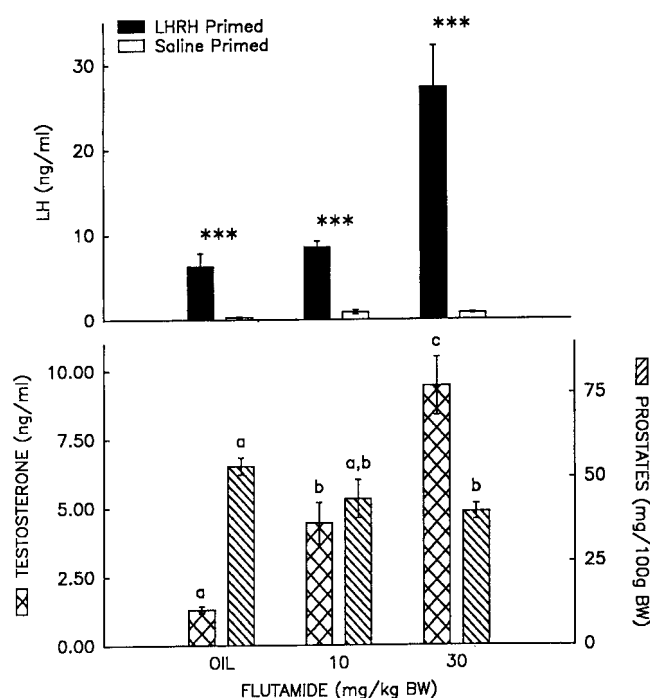 LHRH Primed
Saline Primed
***
***
***
30
20
10
0
LH (ng/ml)
10.00
7.50
5.00
2.50
0.00
TESTOSTERONE (ng/ml)
a
a
b
a,b
c
b
75
50
25
0
PROSTATES (mg/100g BW)
OIL 10 30
FLUTAMIDE (mg/kg BW)